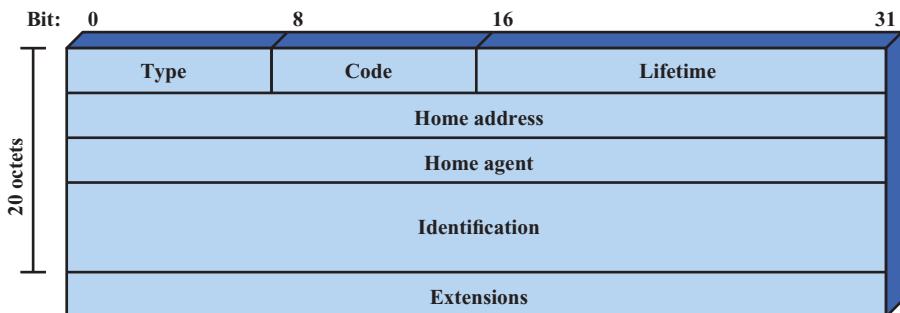 Bit: 0 8 16 31
Type Code Lifetime
Home address
Home agent
20 octets
Identification
Extensions